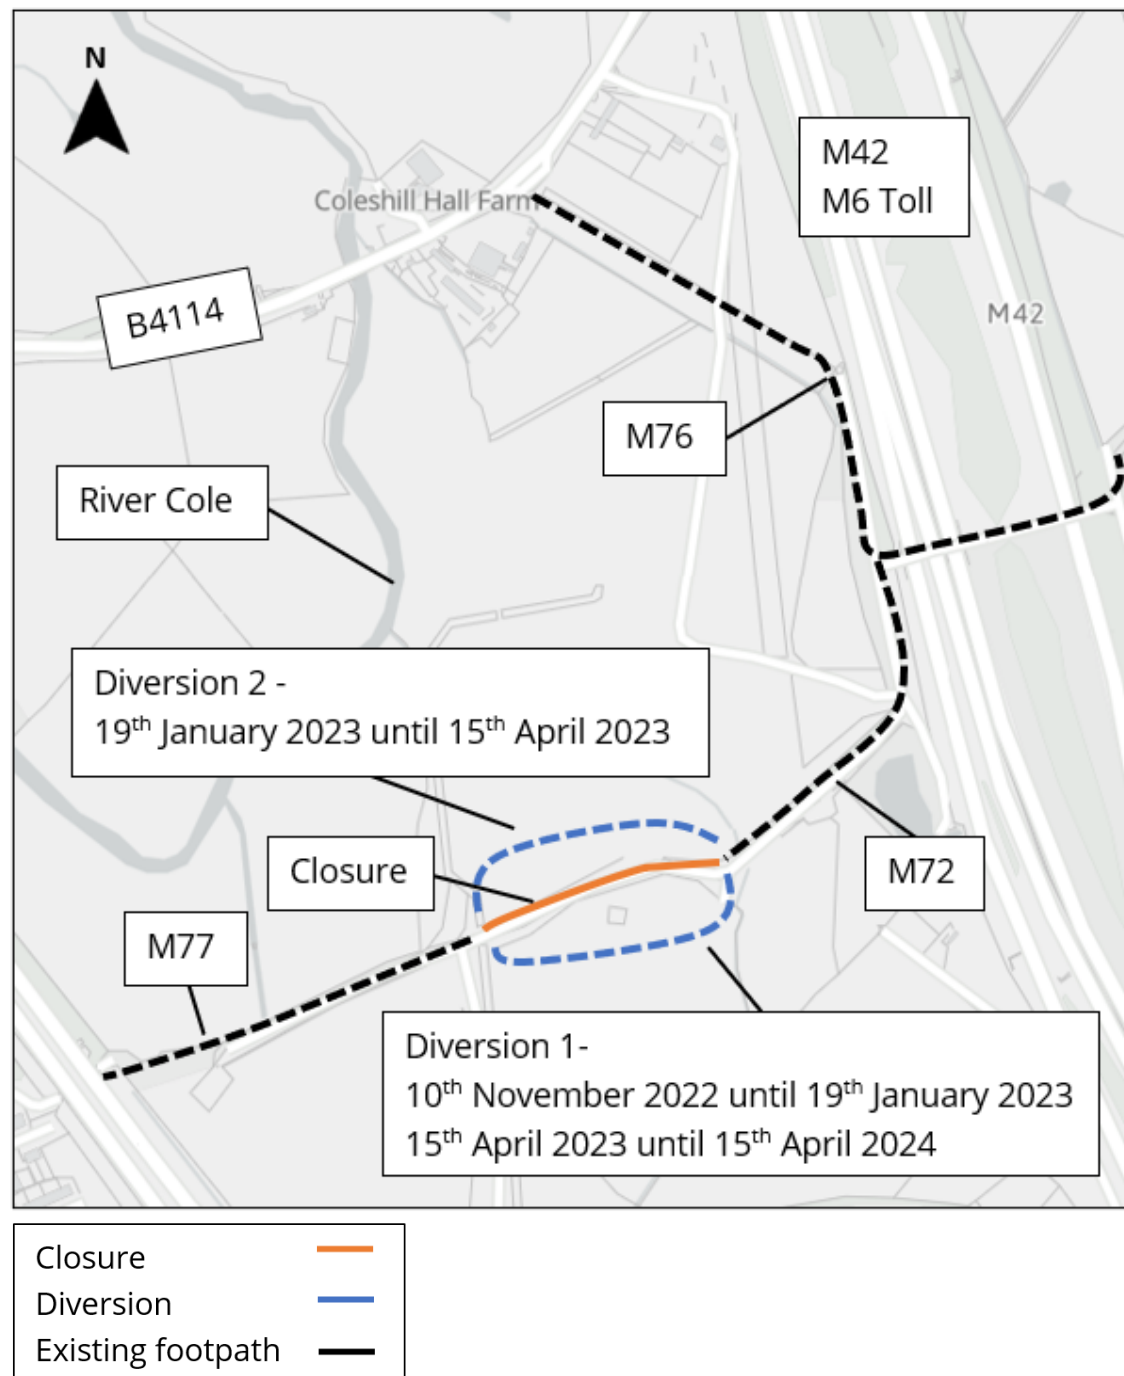 N
M42
M6 Toll
Coleshill Hall Farm
B4114
M42
M76
River Cole
Diversion 2 -
19th January 2023 until 15th April 2023
Closure
M72
M77
Diversion 1-
10th November 2022 until 19th January 2023
15th April 2023 until 15th April 2024
Closure
Diversion
Existing footpath